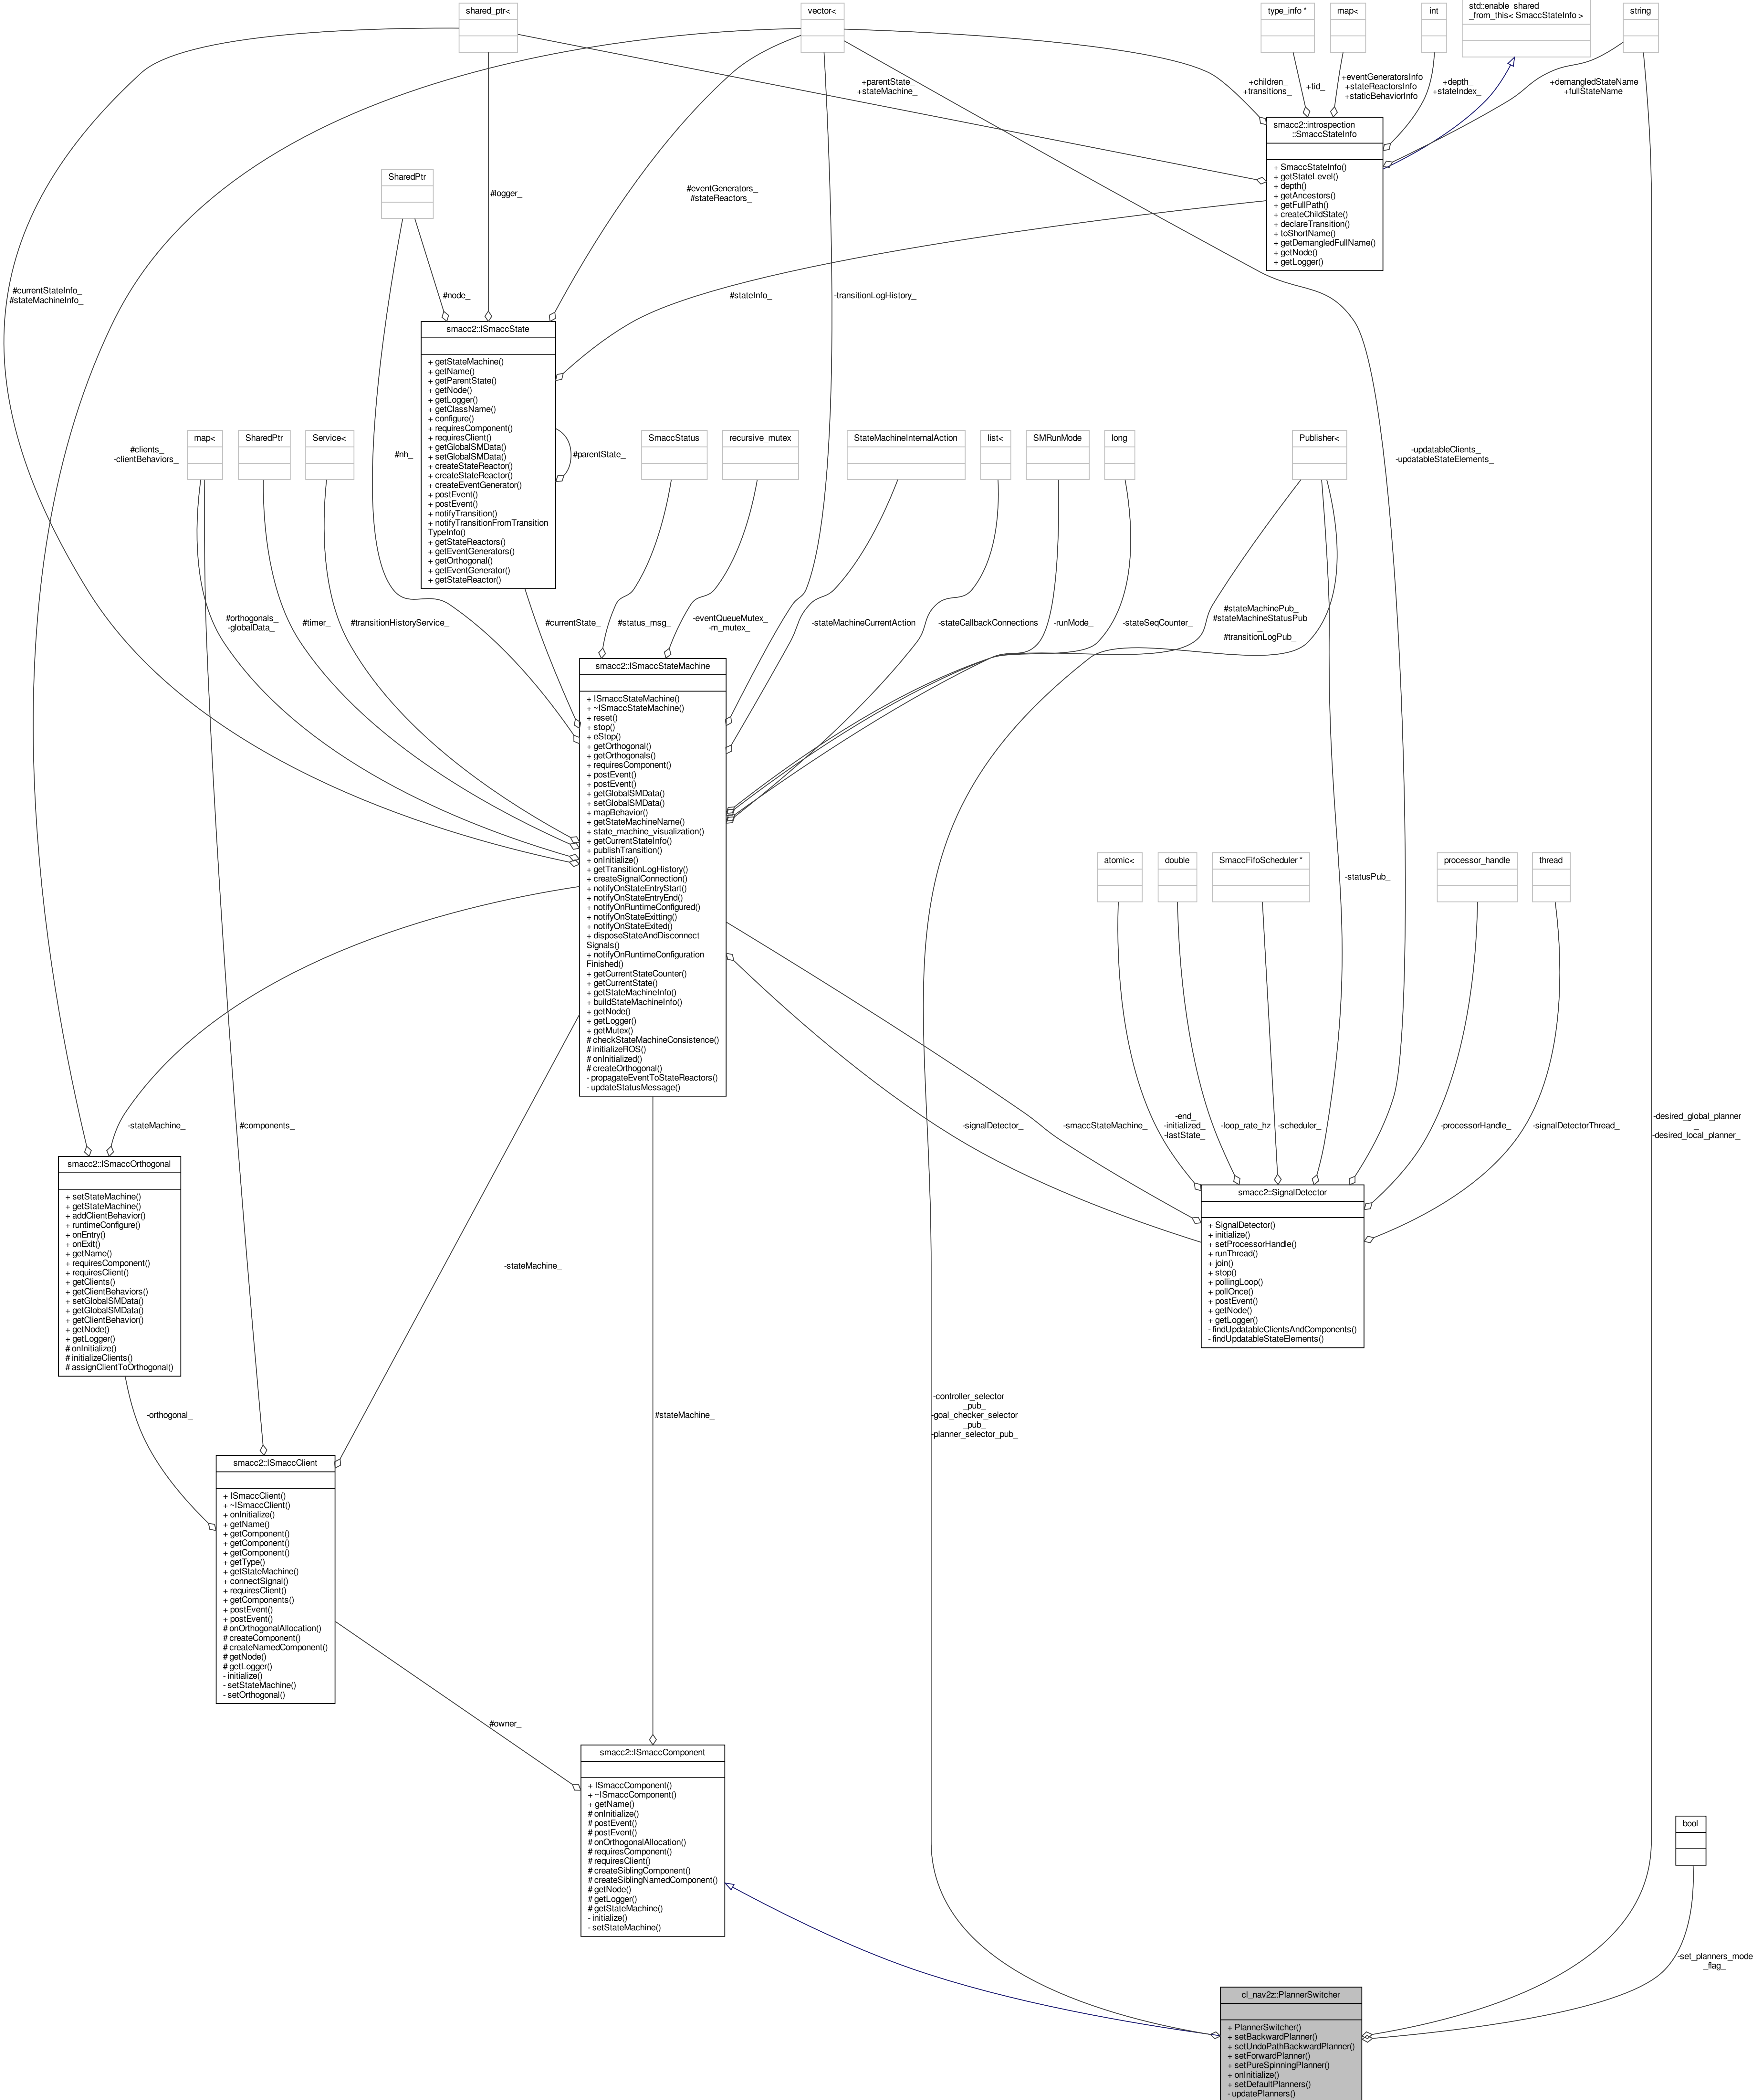 shared_ptr<
vector<
type_info *
map<
int
std::enable_shared
_from_this< SmaccStateInfo >
string
+parentState_
+stateMachine_
+children_
+transitions_
+tid_
+eventGeneratorsInfo
+stateReactorsInfo
+staticBehaviorInfo
+depth_
+stateIndex_
+demangledStateName
+fullStateName
smacc2::introspection
::SmaccStateInfo
+ SmaccStateInfo()
+ getStateLevel()
+ depth()
+ getAncestors()
+ getFullPath()
+ createChildState()
+ declareTransition()
+ toShortName()
+ getDemangledFullName()
+ getNode()
+ getLogger()
SharedPtr
#logger_
#eventGenerators_
#stateReactors_
#currentStateInfo_
#stateMachineInfo_
#node_
#stateInfo_
-transitionLogHistory_
smacc2::ISmaccState
+ getStateMachine()
+ getName()
+ getParentState()
+ getNode()
+ getLogger()
+ getClassName()
+ configure()
+ requiresComponent()
+ requiresClient()
+ getGlobalSMData()
+ setGlobalSMData()
+ createStateReactor()
+ createStateReactor()
+ createEventGenerator()
+ postEvent()
+ postEvent()
+ notifyTransition()
+ notifyTransitionFromTransition
TypeInfo()
+ getStateReactors()
+ getEventGenerators()
+ getOrthogonal()
+ getEventGenerator()
+ getStateReactor()
#clients_
-clientBehaviors_
map<
SharedPtr
Service<
#nh_
#parentState_
SmaccStatus
recursive_mutex
StateMachineInternalAction
list<
SMRunMode
long
Publisher<
-updatableClients_
-updatableStateElements_
#orthogonals_
-globalData_
#timer_
#transitionHistoryService_
#currentState_
#status_msg_
-eventQueueMutex_
-m_mutex_
-stateMachineCurrentAction
-stateCallbackConnections
-runMode_
-stateSeqCounter_
#stateMachinePub_
#stateMachineStatusPub
_
#transitionLogPub_
smacc2::ISmaccStateMachine
+ ISmaccStateMachine()
+ ~ISmaccStateMachine()
+ reset()
+ stop()
+ eStop()
+ getOrthogonal()
+ getOrthogonals()
+ requiresComponent()
+ postEvent()
+ postEvent()
+ getGlobalSMData()
+ setGlobalSMData()
+ mapBehavior()
+ getStateMachineName()
+ state_machine_visualization()
+ getCurrentStateInfo()
+ publishTransition()
+ onInitialize()
+ getTransitionLogHistory()
+ createSignalConnection()
+ notifyOnStateEntryStart()
+ notifyOnStateEntryEnd()
+ notifyOnRuntimeConfigured()
+ notifyOnStateExitting()
+ notifyOnStateExited()
+ disposeStateAndDisconnect
Signals()
+ notifyOnRuntimeConfiguration
Finished()
+ getCurrentStateCounter()
+ getCurrentState()
+ getStateMachineInfo()
+ buildStateMachineInfo()
+ getNode()
+ getLogger()
+ getMutex()
# checkStateMachineConsistence()
# initializeROS()
# onInitialized()
# createOrthogonal()
- propagateEventToStateReactors()
- updateStatusMessage()
atomic<
double
SmaccFifoScheduler *
processor_handle
thread
-statusPub_
-stateMachine_
#components_
-signalDetector_
-smaccStateMachine_
-end_
-initialized_
-lastState_
-loop_rate_hz
-scheduler_
-processorHandle_
-signalDetectorThread_
-desired_global_planner
_
-desired_local_planner_
smacc2::ISmaccOrthogonal
+ setStateMachine()
+ getStateMachine()
+ addClientBehavior()
+ runtimeConfigure()
+ onEntry()
+ onExit()
+ getName()
+ requiresComponent()
+ requiresClient()
+ getClients()
+ getClientBehaviors()
+ setGlobalSMData()
+ getGlobalSMData()
+ getClientBehavior()
+ getNode()
+ getLogger()
# onInitialize()
# initializeClients()
# assignClientToOrthogonal()
smacc2::SignalDetector
+ SignalDetector()
+ initialize()
+ setProcessorHandle()
+ runThread()
+ join()
+ stop()
+ pollingLoop()
+ pollOnce()
+ postEvent()
+ getNode()
+ getLogger()
- findUpdatableClientsAndComponents()
- findUpdatableStateElements()
-stateMachine_
-orthogonal_
#stateMachine_
-controller_selector
_pub_
-goal_checker_selector
_pub_
-planner_selector_pub_
smacc2::ISmaccClient
+ ISmaccClient()
+ ~ISmaccClient()
+ onInitialize()
+ getName()
+ getComponent()
+ getComponent()
+ getComponent()
+ getType()
+ getStateMachine()
+ connectSignal()
+ requiresClient()
+ getComponents()
+ postEvent()
+ postEvent()
# onOrthogonalAllocation()
# createComponent()
# createNamedComponent()
# getNode()
# getLogger()
- initialize()
- setStateMachine()
- setOrthogonal()
#owner_
smacc2::ISmaccComponent
+ ISmaccComponent()
+ ~ISmaccComponent()
+ getName()
# onInitialize()
# postEvent()
# postEvent()
# onOrthogonalAllocation()
# requiresComponent()
# requiresClient()
# createSiblingComponent()
# createSiblingNamedComponent()
# getNode()
# getLogger()
# getStateMachine()
- initialize()
- setStateMachine()
bool
-set_planners_mode
_flag_
cl_nav2z::PlannerSwitcher
+ PlannerSwitcher()
+ setBackwardPlanner()
+ setUndoPathBackwardPlanner()
+ setForwardPlanner()
+ setPureSpinningPlanner()
+ onInitialize()
+ setDefaultPlanners()
- updatePlanners()